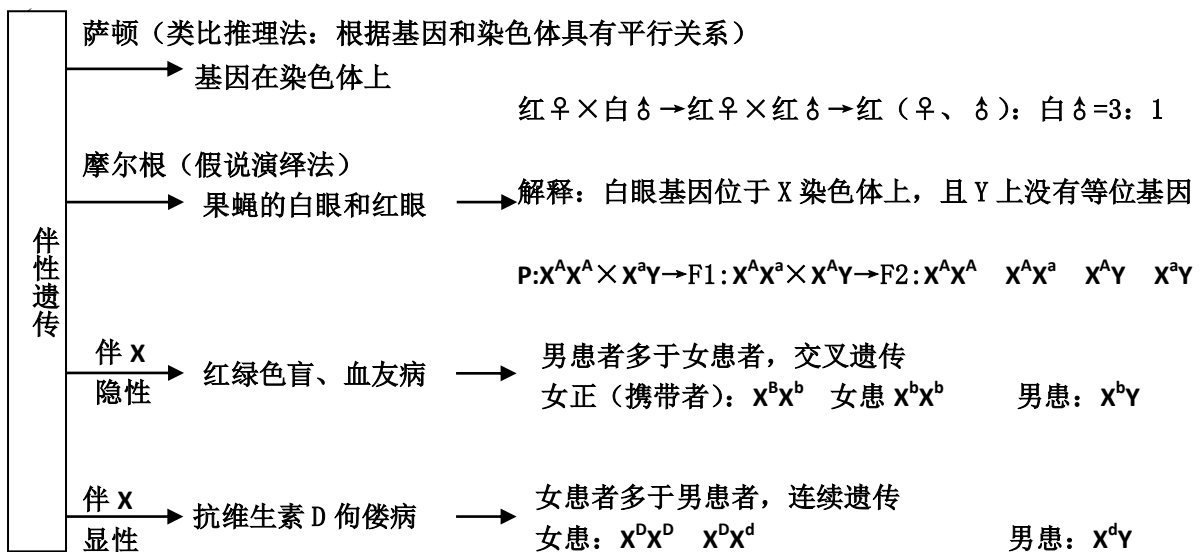 萨顿（类比推理法：根据基因和染色体具有平行关系）
基因在染色体上
红♀×白♂→红♀×红♂→红（♀、♂）：白♂=3：1
摩尔根（假说演绎法）
果蝇的白眼和红眼
解释：白眼基因位于 X 染色体上，且 Y 上没有等位基因
P:XᴬXᴬ×XᵃY→F1:XᴬXᵃ×XᴬY→F2:XᴬXᴬ XᴬXᵃ XᴬY XᵃY
伴性遗传
伴 X
隐性
红绿色盲、血友病
男患者多于女患者，交叉遗传
女正（携带者）：XᴮXᵇ 女患 XᵇXᵇ 男患：XᵇY
伴 X
显性
抗维生素 D 佝偻病
女患者多于男患者，连续遗传
女患：XᴰXᴰ XᴰXᵈ 男患：XᵈY